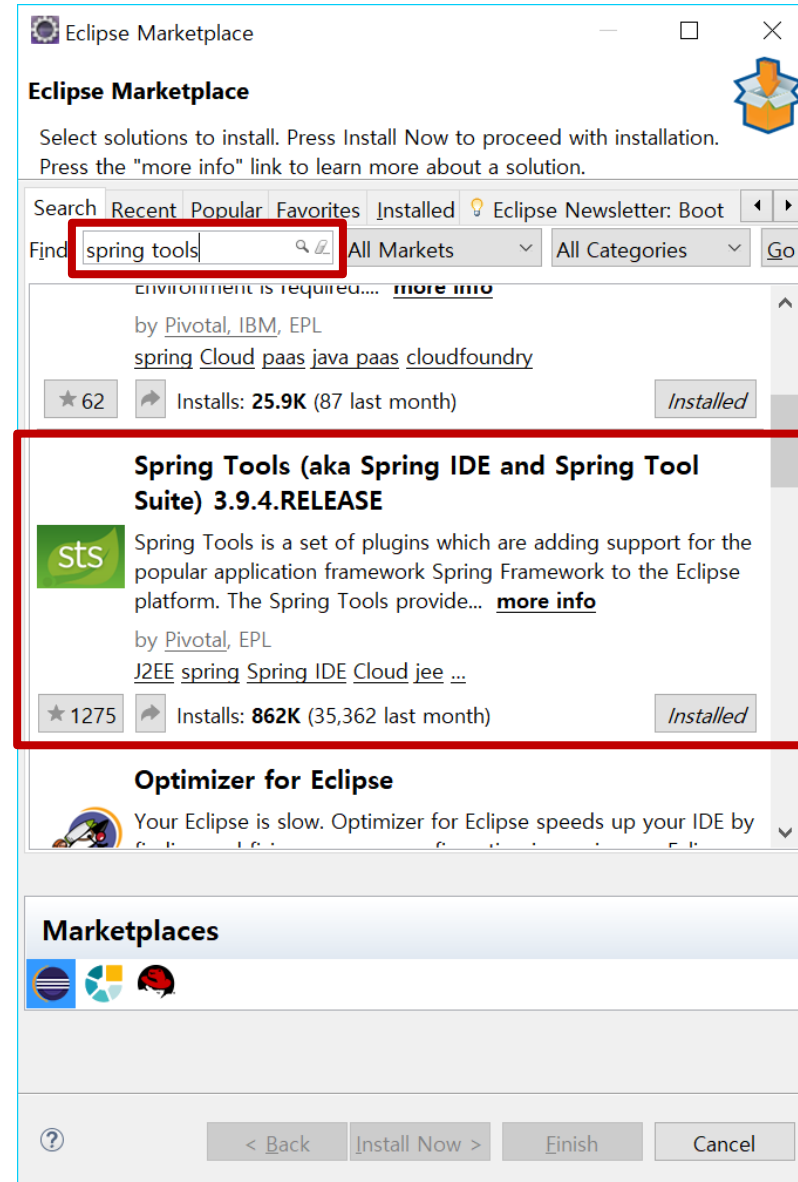 Eclipse Marketplace
Eclipse Marketplace
Select solutions to install. Press Install Now to proceed with installation.
Press the "more info" link to learn more about a solution.
Search Recent Popular Favorites Installed Eclipse Newsletter: Boot
Find spring tools All Markets All Categories Go
Environment is required.... more info
by Pivotal, IBM, EPL
spring Cloud paas java paas cloudfoundry
62 Installs: 25.9K (87 last month) Installed
Spring Tools (aka Spring IDE and Spring Tool
Suite) 3.9.4.RELEASE
sts
Spring Tools is a set of plugins which are adding support for the
popular application framework Spring Framework to the Eclipse
platform. The Spring Tools provide... more info
by Pivotal, EPL
J2EE spring Spring IDE Cloud jee ...
1275 Installs: 862K (35,362 last month) Installed
Optimizer for Eclipse
Your Eclipse is slow. Optimizer for Eclipse speeds up your IDE by
Marketplaces
? < Back Install Now > Finish Cancel